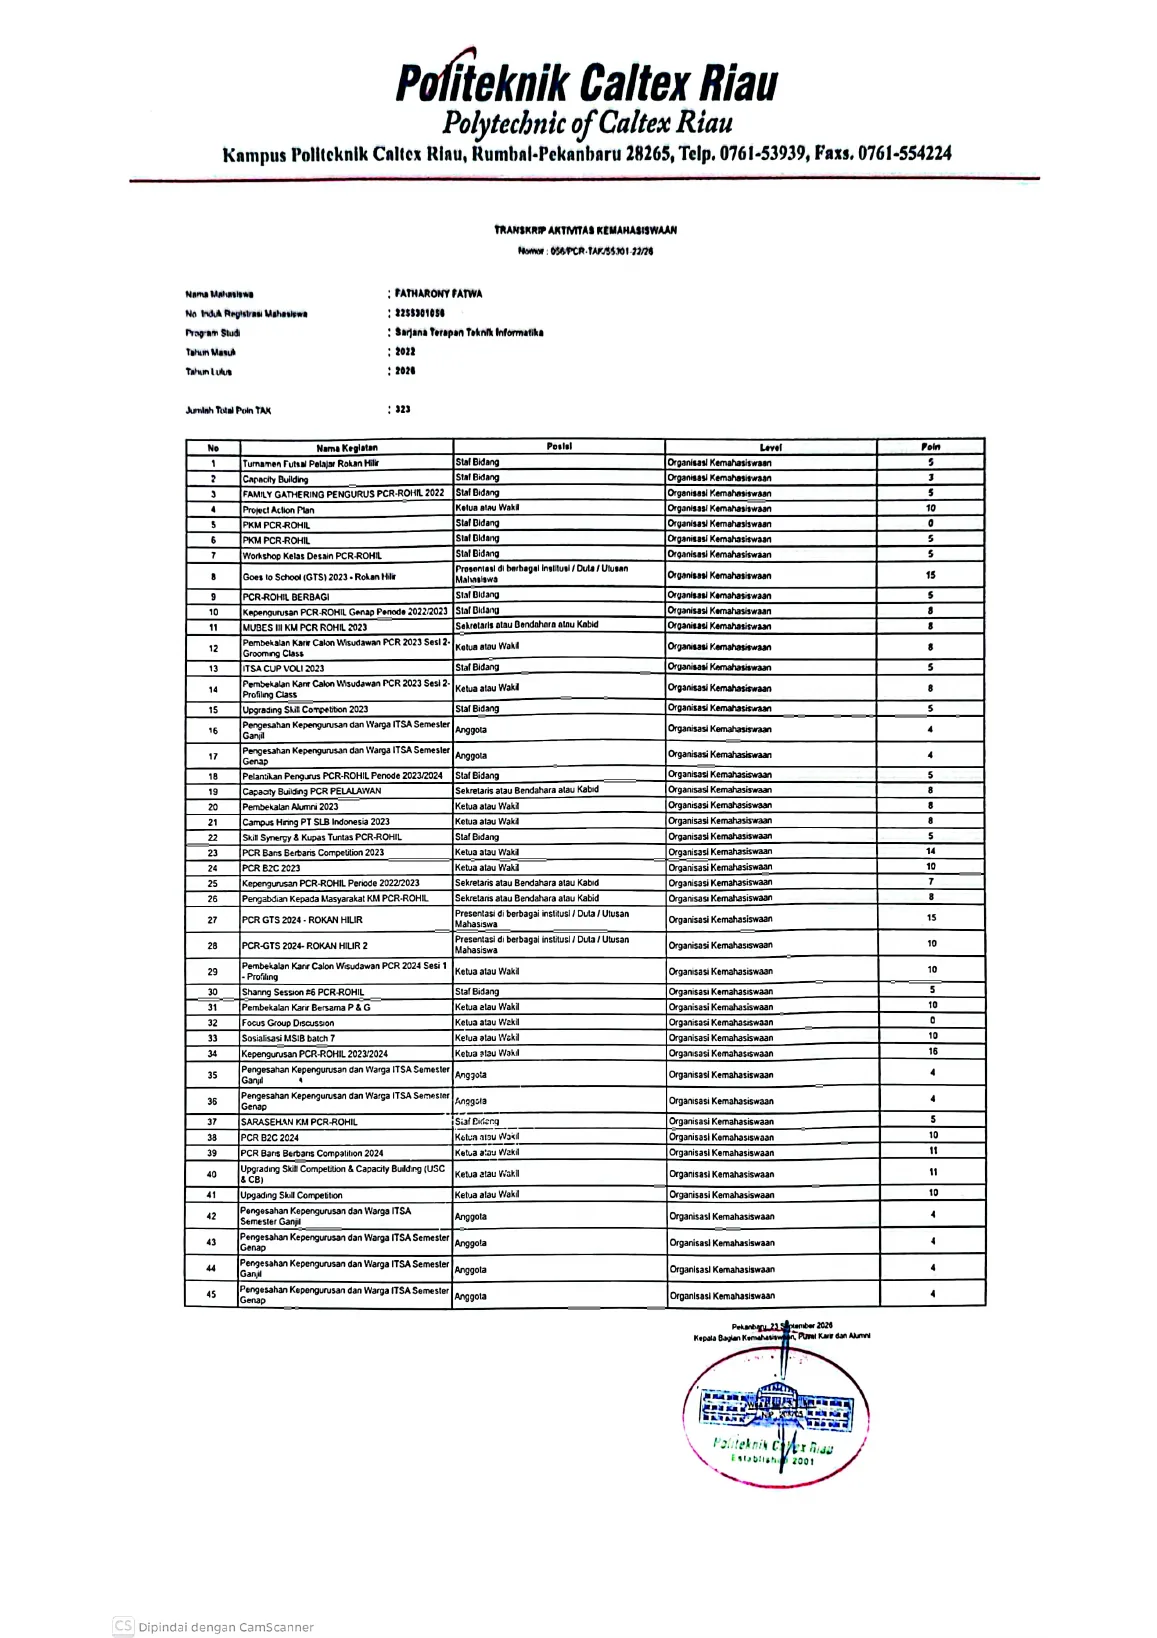 Politeknik Caltex Riau
Polytechnic of Caltex Riau
Kampus Politeknik Caltex Riau, Rumbai-Pekanbaru 28265, Telp. 0761-53939, Faxs. 0761-554224
TRANSKRIP AKTIVITAS KEMAHASISWAAN
Nomor : 056/PCR-TAK/55301-22/26
Nama Mahasiswa : FATHARONY FATWA
No Induk Registrasi Mahasiswa : 2255301056
Program Studi : Sarjana Terapan Teknik Informatika
Tahun Masuk : 2022
Tahun Lulus : 2026
Jumlah Total Poin TAK : 323
No Nama Kegiatan Posisi Level Poin
1 Turnamen Futsal Pelajar Rokan Hilir Staf Bidang Organisasi Kemahasiswaan 5
2 Capacity Building Staf Bidang Organisasi Kemahasiswaan 3
3 FAMILY GATHERING PENGURUS PCR-ROHIL 2022 Staf Bidang Organisasi Kemahasiswaan 5
4 Project Action Plan Ketua atau Wakil Organisasi Kemahasiswaan 10
5 PKM PCR-ROHIL Staf Bidang Organisasi Kemahasiswaan 0
6 PKM PCR-ROHIL Staf Bidang Organisasi Kemahasiswaan 5
7 Workshop Kelas Desain PCR-ROHIL Staf Bidang Organisasi Kemahasiswaan 5
8 Goes to School (GTS) 2023 - Rokan Hilir Presentasi di berbagai institusi / Duta / Utusan
Mahasiswa Organisasi Kemahasiswaan 15
9 PCR-ROHIL BERBAGI Staf Bidang Organisasi Kemahasiswaan 5
10 Kepengurusan PCR-ROHIL Genap Periode 2022/2023 Staf Bidang Organisasi Kemahasiswaan 8
11 MUBES III KM PCR ROHIL 2023 Sekretaris atau Bendahara atau Kabid Organisasi Kemahasiswaan 8
12 Pembekalan Karir Calon Wisudawan PCR 2023 Sesi 2-
Grooming Class Ketua atau Wakil Organisasi Kemahasiswaan 8
13 ITSA CUP VOLI 2023 Staf Bidang Organisasi Kemahasiswaan 5
14 Pembekalan Karir Calon Wisudawan PCR 2023 Sesi 2-
Profiling Class Ketua atau Wakil Organisasi Kemahasiswaan 8
15 Upgrading Skill Competition 2023 Staf Bidang Organisasi Kemahasiswaan 5
16 Pengesahan Kepengurusan dan Warga ITSA Semester
Ganjil Anggota Organisasi Kemahasiswaan 4
17 Pengesahan Kepengurusan dan Warga ITSA Semester
Genap Anggota Organisasi Kemahasiswaan 4
18 Pelantikan Pengurus PCR-ROHIL Periode 2023/2024 Staf Bidang Organisasi Kemahasiswaan 5
19 Capacity Building PCR PELALAWAN Sekretaris atau Bendahara atau Kabid Organisasi Kemahasiswaan 8
20 Pembekalan Alumni 2023 Ketua atau Wakil Organisasi Kemahasiswaan 8
21 Campus Hiring PT SLB Indonesia 2023 Ketua atau Wakil Organisasi Kemahasiswaan 8
22 Skill Synergy & Kupas Tuntas PCR-ROHIL Staf Bidang Organisasi Kemahasiswaan 5
23 PCR Baris Berbaris Competition 2023 Ketua atau Wakil Organisasi Kemahasiswaan 14
24 PCR B2C 2023 Ketua atau Wakil Organisasi Kemahasiswaan 10
25 Kepengurusan PCR-ROHIL Periode 2022/2023 Sekretaris atau Bendahara atau Kabid Organisasi Kemahasiswaan 7
26 Pengabdian Kepada Masyarakat KM PCR-ROHIL Sekretaris atau Bendahara atau Kabid Organisasi Kemahasiswaan 8
27 PCR GTS 2024 - ROKAN HILIR Presentasi di berbagai institusi / Duta / Utusan
Mahasiswa Organisasi Kemahasiswaan 15
28 PCR-GTS 2024- ROKAN HILIR 2 Presentasi di berbagai institusi / Duta / Utusan
Mahasiswa Organisasi Kemahasiswaan 10
29 Pembekalan Karir Calon Wisudawan PCR 2024 Sesi 1
- Profiling Ketua atau Wakil Organisasi Kemahasiswaan 10
30 Sharing Session #6 PCR-ROHIL Staf Bidang Organisasi Kemahasiswaan 5
31 Pembekalan Karir Bersama P & G Ketua atau Wakil Organisasi Kemahasiswaan 10
32 Focus Group Discussion Ketua atau Wakil Organisasi Kemahasiswaan 0
33 Sosialisasi MSIB batch 7 Ketua atau Wakil Organisasi Kemahasiswaan 10
34 Kepengurusan PCR-ROHIL 2023/2024 Ketua atau Wakil Organisasi Kemahasiswaan 16
35 Pengesahan Kepengurusan dan Warga ITSA Semester
Ganjil Anggota Organisasi Kemahasiswaan 4
36 Pengesahan Kepengurusan dan Warga ITSA Semester
Genap Anggota Organisasi Kemahasiswaan 4
37 SARASEHAN KM PCR-ROHIL Staf Bidang Organisasi Kemahasiswaan 5
38 PCR B2C 2024 Ketua atau Wakil Organisasi Kemahasiswaan 10
39 PCR Baris Berbaris Compatition 2024 Ketua atau Wakil Organisasi Kemahasiswaan 11
40 Upgrading Skill Competition & Capacity Building (USC
& CB) Ketua atau Wakil Organisasi Kemahasiswaan 11
41 Upgading Skill Competition Ketua atau Wakil Organisasi Kemahasiswaan 10
42 Pengesahan Kepengurusan dan Warga ITSA
Semester Ganjil Anggota Organisasi Kemahasiswaan 4
43 Pengesahan Kepengurusan dan Warga ITSA Semester
Genap Anggota Organisasi Kemahasiswaan 4
44 Pengesahan Kepengurusan dan Warga ITSA Semester
Ganjil Anggota Organisasi Kemahasiswaan 4
45 Pengesahan Kepengurusan dan Warga ITSA Semester
Genap Anggota Organisasi Kemahasiswaan 4
Pekanbaru, 23 September 2026
Kepala Bagian Kemahasiswaan, Pusat Karir dan Alumni
Politeknik Caltex Riau
Established 2001
CS Dipindai dengan CamScanner